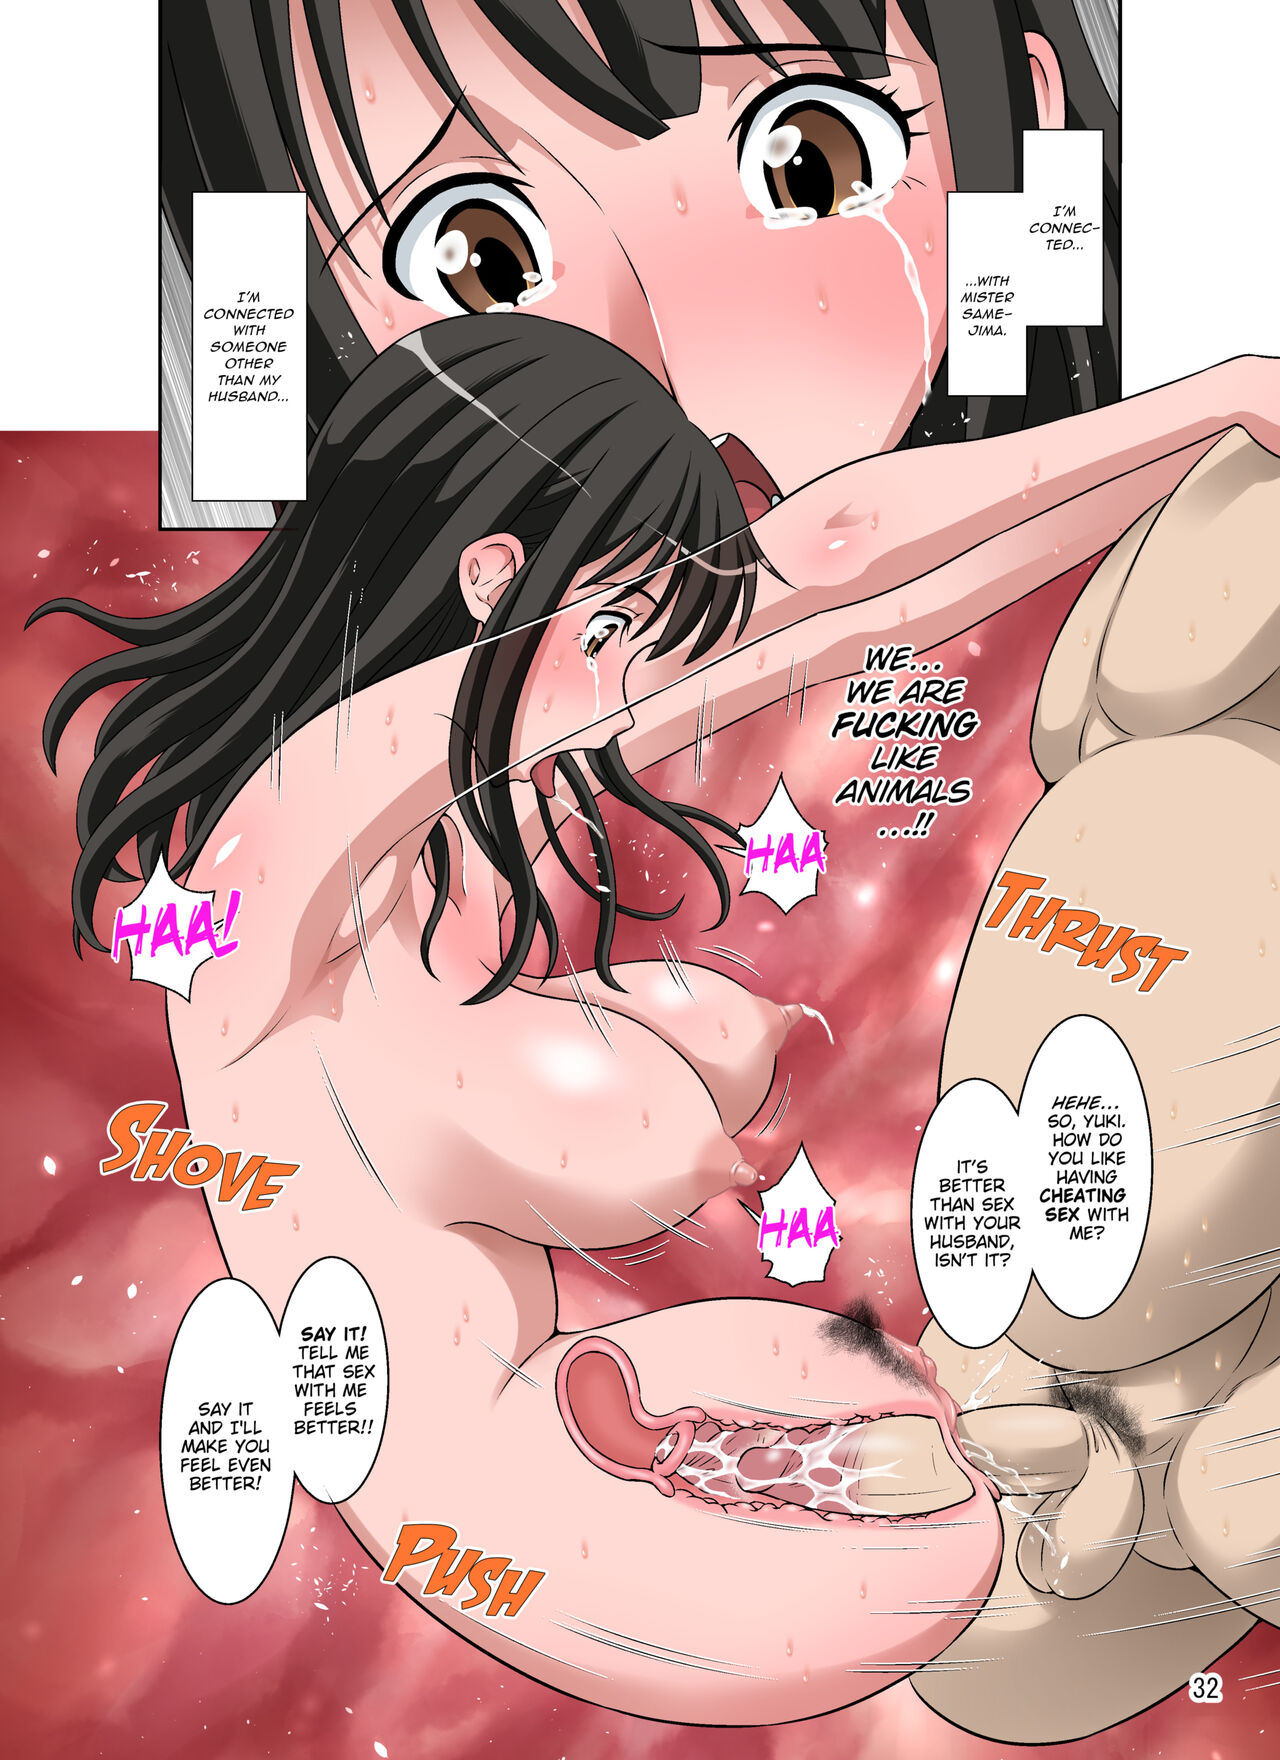 I'M
CONNEC-
TED...
...WITH
MISTER
SAME-
JIMA.
I'M
CONNECTED
WITH
SOMEONE
OTHER
THAN MY
HUSBAND...
WE...
WE ARE
FUCKING
LIKE
ANIMALS
...!!
HAA
HAA!
THRUST
HEHE...
SO, YUKI.
HOW DO
YOU LIKE
HAVING
CHEATING
SEX WITH
ME?
IT'S
BETTER
THAN SEX
WITH YOUR
HUSBAND,
ISN'T IT?
SHOVE
HAA
SAY IT!
TELL ME
THAT SEX
WITH ME
FEELS
BETTER!!
SAY IT
AND I'LL
MAKE YOU
FEEL EVEN
BETTER!
PUSH
32